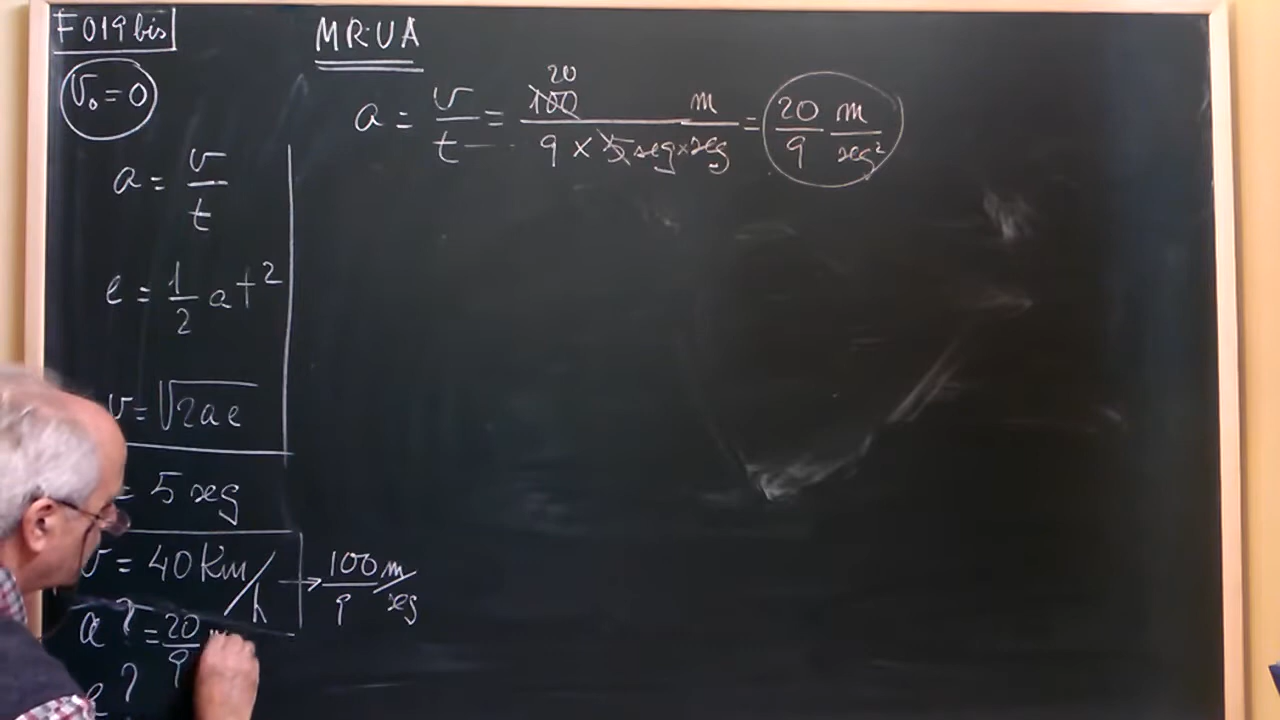 F019bis
MRUA
V₀ = 0
a = v/t = 100 20 m / 9 × 5 seg × seg = 20/9 m/seg²
a = v/t
e = 1/2 at²
v = √2ae
= 5 seg
v = 40 Km/h → 100/9 m/seg
a ? = 20/9 m
e ?